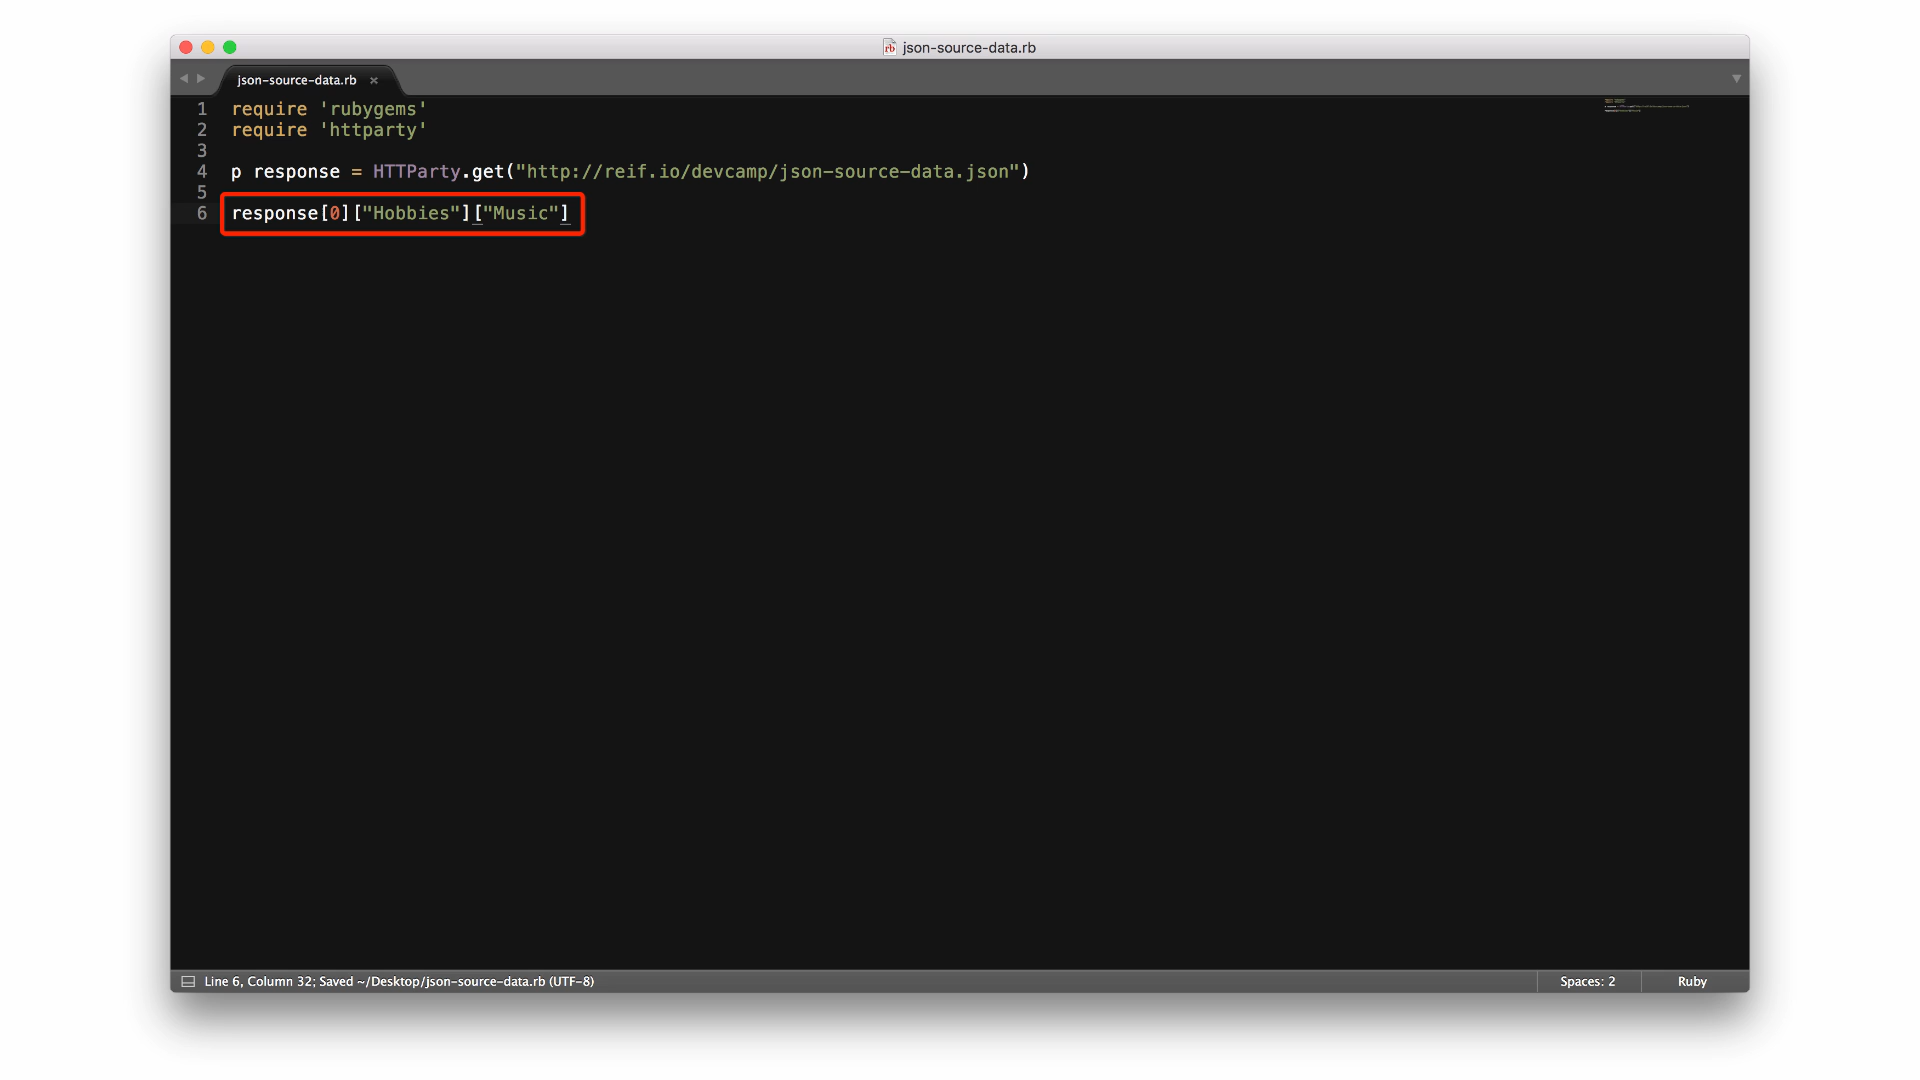 json-source-data.rb
json-source-data.rb ×
1 require 'rubygems'
2 require 'httparty'
3
4 p response = HTTParty.get("http://reif.io/devcamp/json-source-data.json")
5
6 response[0]["Hobbies"]["Music"]
Line 6, Column 32; Saved ~/Desktop/json-source-data.rb (UTF-8) Spaces: 2 Ruby